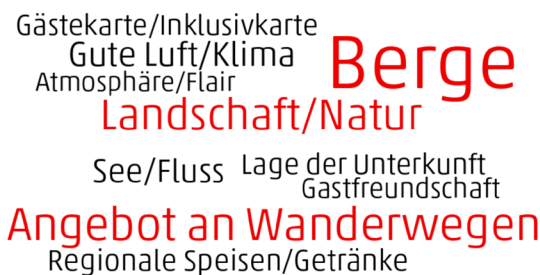 Gästekarte/Inklusivkarte
Gute Luft/Klima
Berge
Atmosphäre/Flair
Landschaft/Natur
See/Fluss
Lage der Unterkunft
Gastfreundschaft
Angebot an Wanderwegen
Regionale Speisen/Getränke